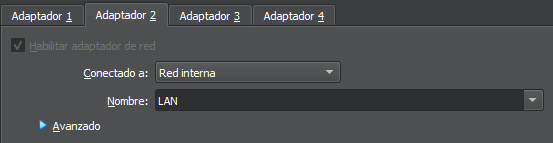 Adaptador 1 Adaptador 2 Adaptador 3 Adaptador 4
Habilitar adaptador de red
Conectado a: Red interna
Nombre: LAN
Avanzado